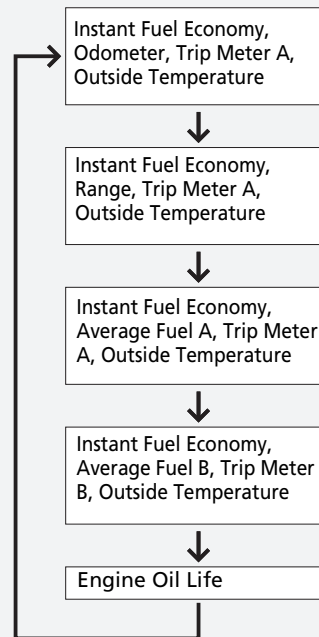 Instant Fuel Economy,
Odometer, Trip Meter A,
Outside Temperature
Instant Fuel Economy,
Range, Trip Meter A,
Outside Temperature
Instant Fuel Economy,
Average Fuel A, Trip Meter
A, Outside Temperature
Instant Fuel Economy,
Average Fuel B, Trip Meter
B, Outside Temperature
Engine Oil Life